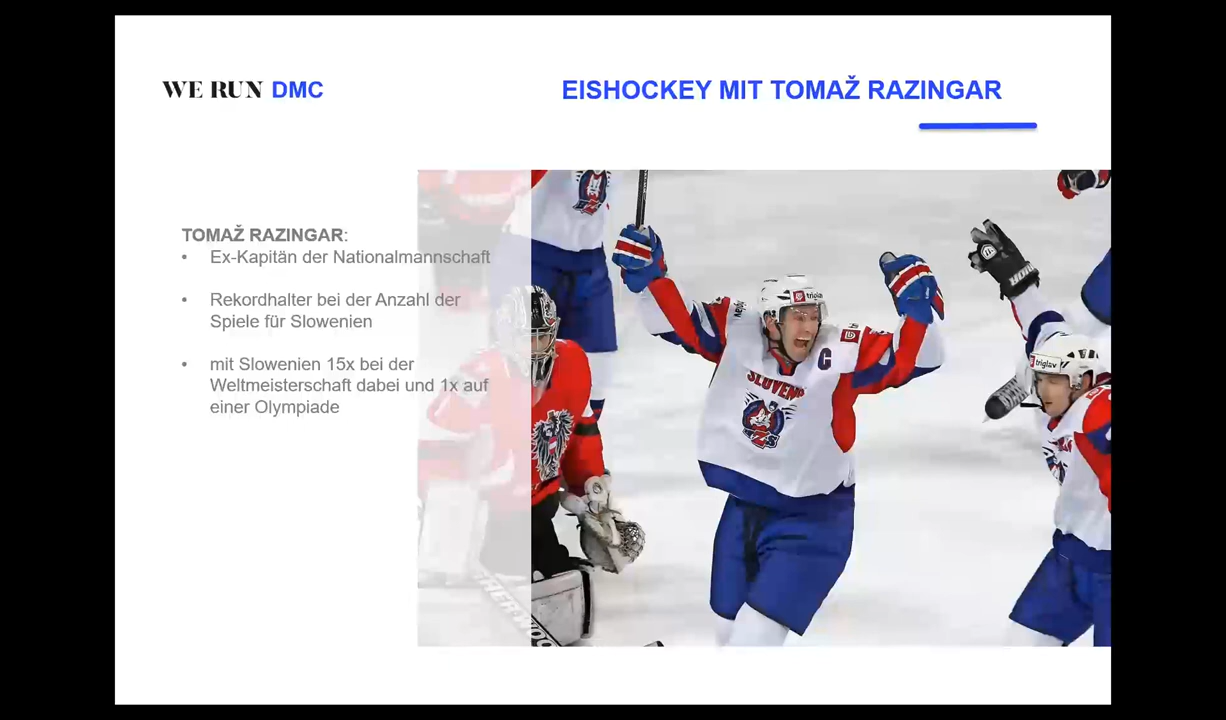 WE RUN DMC
EISHOCKEY MIT TOMAŽ RAZINGAR
TOMAŽ RAZINGAR:
• Ex-Kapitän der Nationalmannschaft
• Rekordhalter bei der Anzahl der
Spiele für Slowenien
• mit Slowenien 15x bei der
Weltmeisterschaft dabei und 1x auf
einer Olympiade
triglav
C
triglav